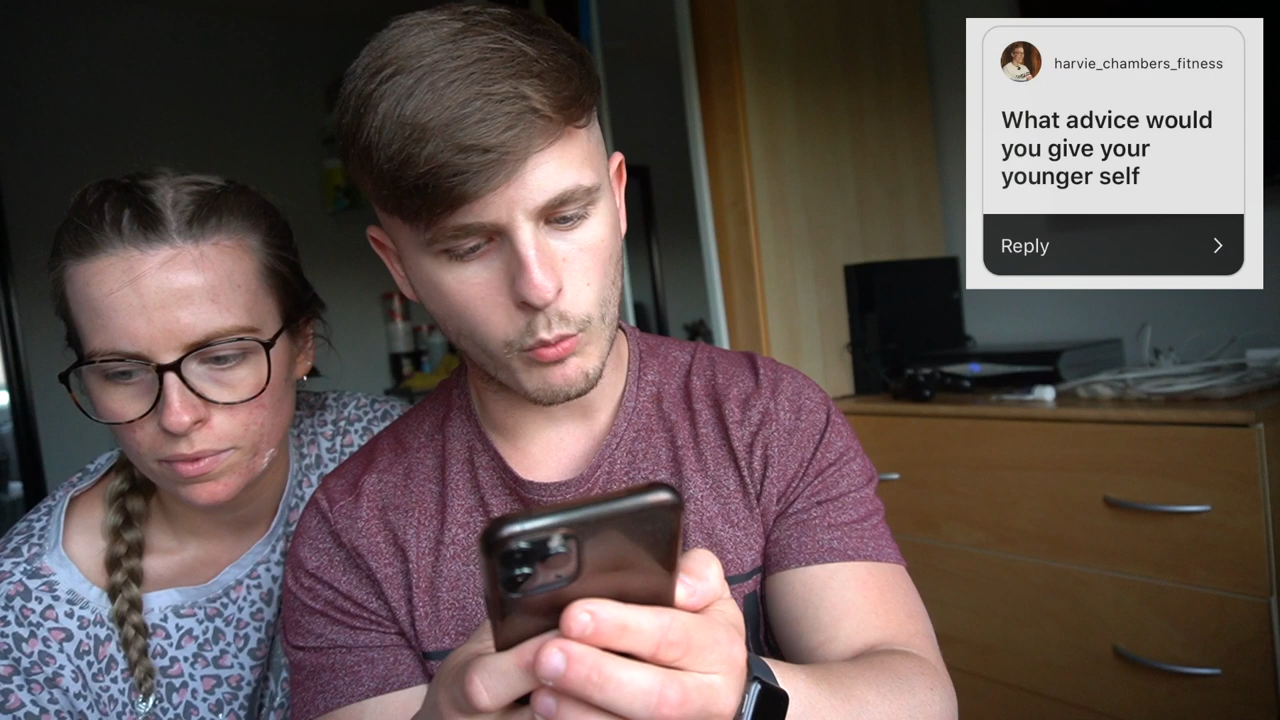 harvie_chambers_fitness
What advice would
you give your
younger self
Reply